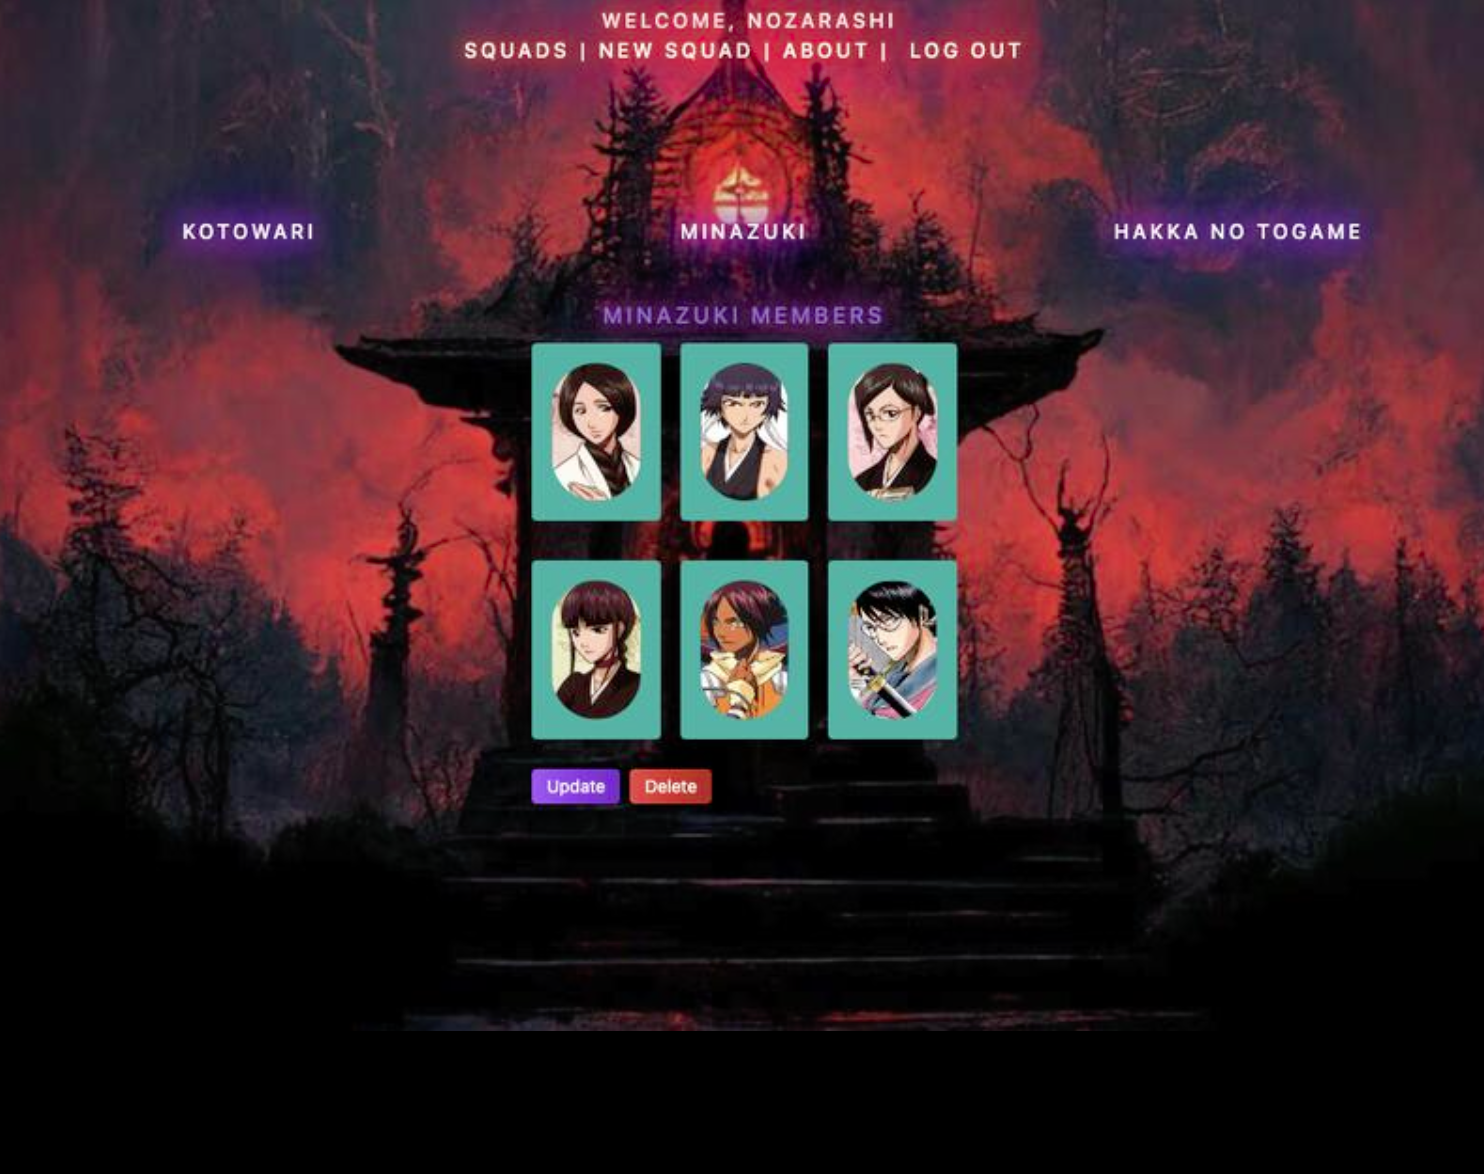 WELCOME, NOZARASHI
SQUADS | NEW SQUAD | ABOUT | LOG OUT
KOTOWARI
MINAZUKI
HAKKA NO TOGAME
MINAZUKI MEMBERS
Update
Delete